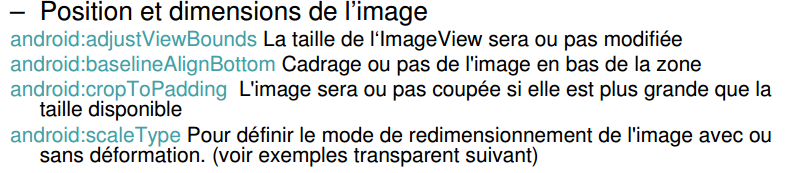 – Position et dimensions de l’image
android:adjustViewBounds La taille de l‘ImageView sera ou pas modifiée
android:baselineAlignBottom Cadrage ou pas de l'image en bas de la zone
android:cropToPadding L'image sera ou pas coupée si elle est plus grande que la
taille disponible
android:scaleType Pour définir le mode de redimensionnement de l'image avec ou
sans déformation. (voir exemples transparent suivant)